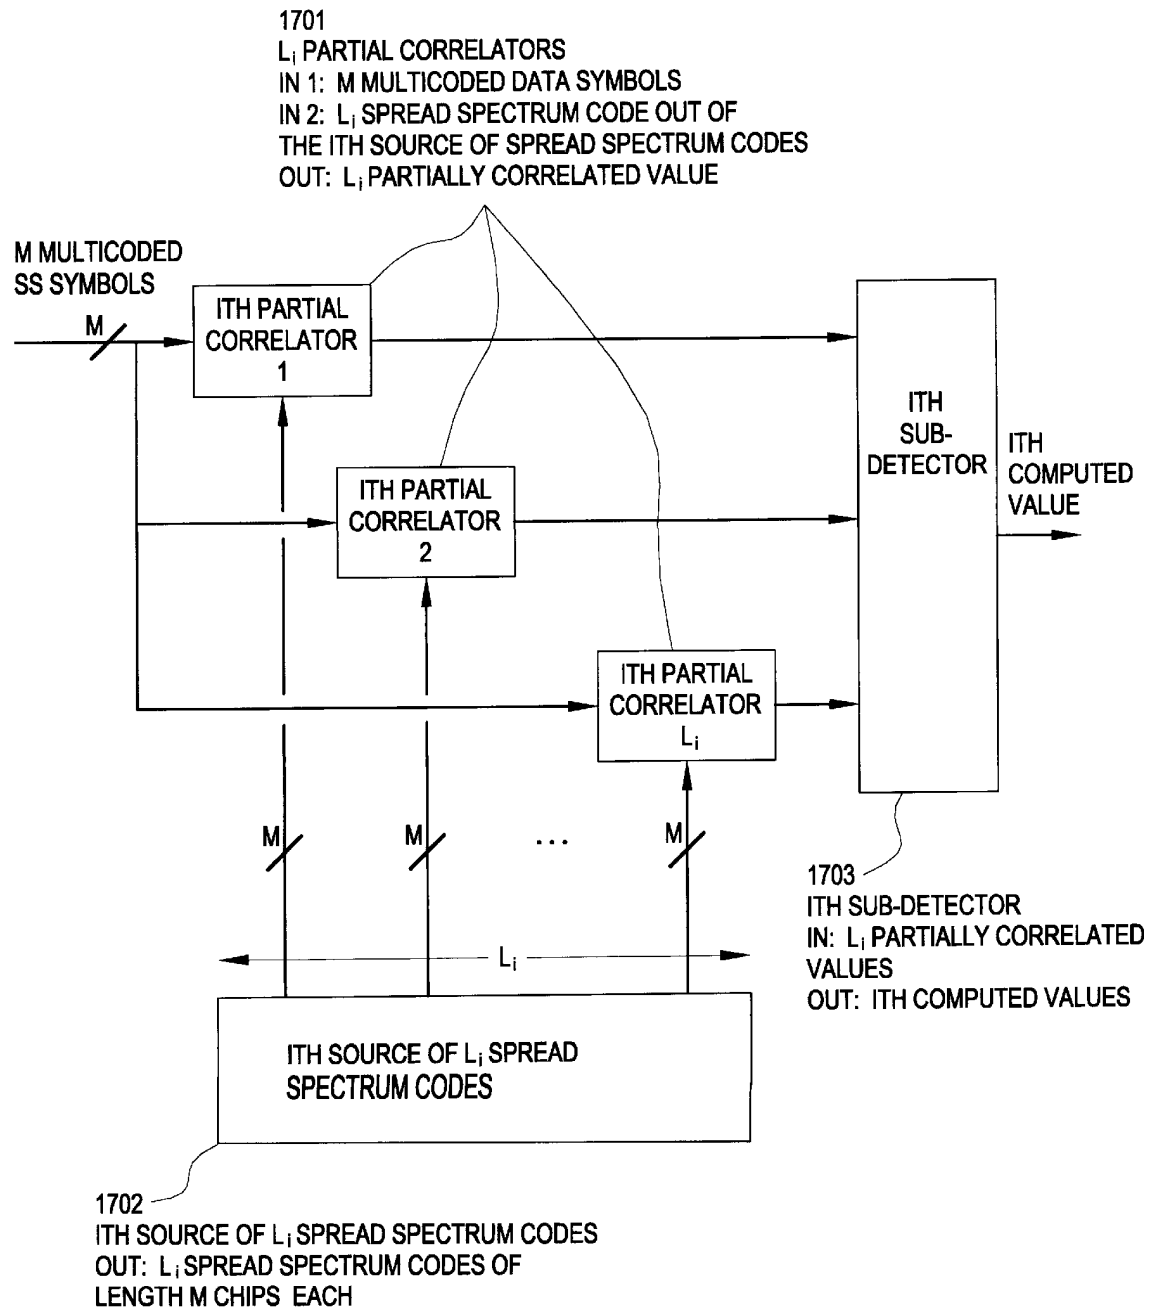 1701
Lᵢ PARTIAL CORRELATORS
IN 1: M MULTICODED DATA SYMBOLS
IN 2: Lᵢ SPREAD SPECTRUM CODE OUT OF
THE ITH SOURCE OF SPREAD SPECTRUM CODES
OUT: Lᵢ PARTIALLY CORRELATED VALUE
M MULTICODED
SS SYMBOLS
M
ITH PARTIAL
CORRELATOR
1
ITH PARTIAL
CORRELATOR
2
ITH PARTIAL
CORRELATOR
Lᵢ
ITH
SUB-
DETECTOR
ITH
COMPUTED
VALUE
M
M
...
M
Lᵢ
1703
ITH SUB-DETECTOR
IN: Lᵢ PARTIALLY CORRELATED
VALUES
OUT: ITH COMPUTED VALUES
ITH SOURCE OF Lᵢ SPREAD
SPECTRUM CODES
1702
ITH SOURCE OF Lᵢ SPREAD SPECTRUM CODES
OUT: Lᵢ SPREAD SPECTRUM CODES OF
LENGTH M CHIPS EACH